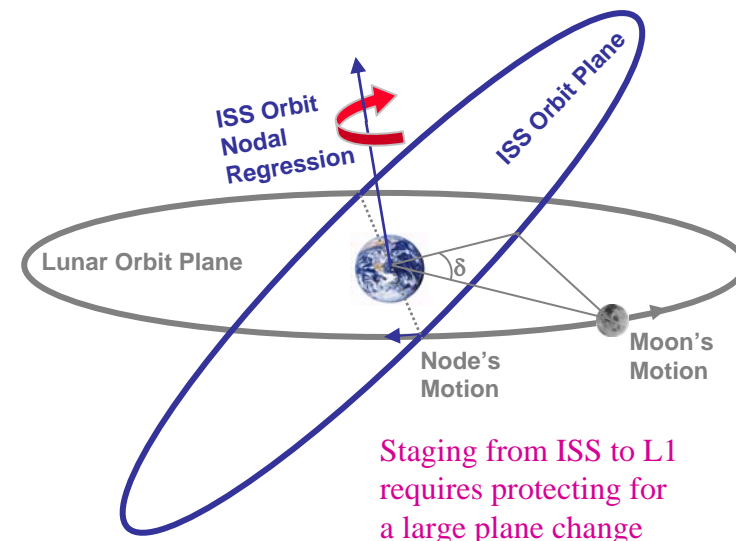 ISS Orbit
Nodal
Regression
ISS Orbit Plane
Lunar Orbit Plane
δ
Node's
Motion
Moon's
Motion
Staging from ISS to L1
requires protecting for
a large plane change